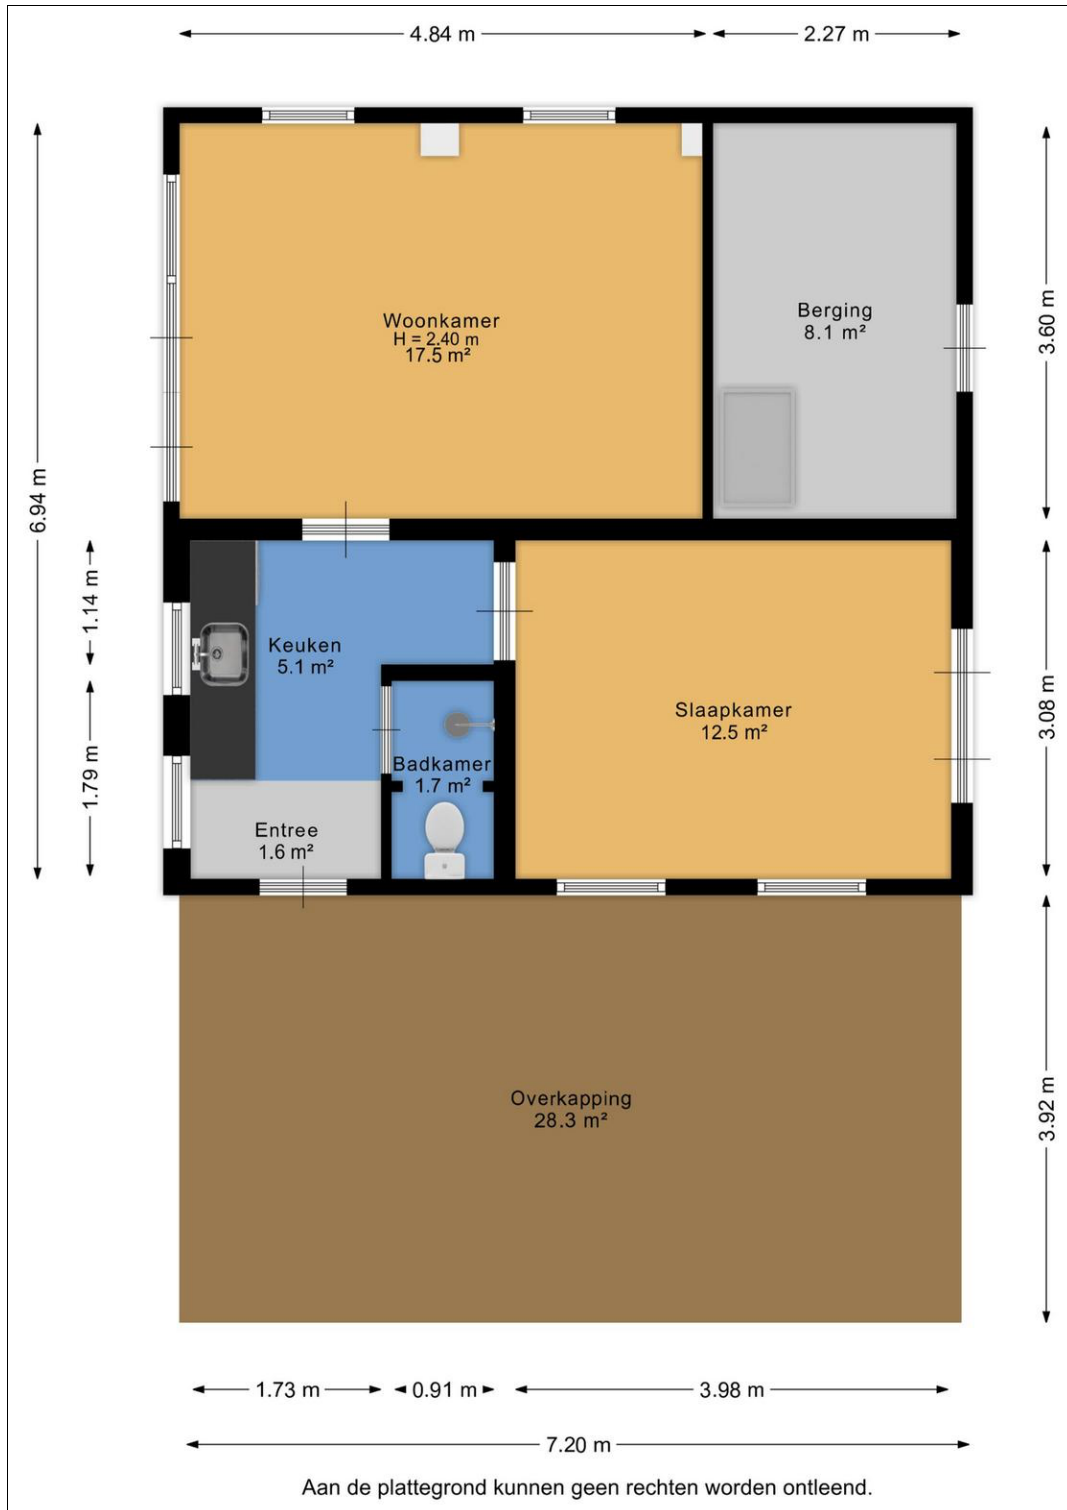 4.84 m
2.27 m
Woonkamer
H = 2.40 m
17.5 m²
Berging
8.1 m²
3.60 m
6.94 m
1.14 m
Keuken
5.1 m²
Slaapkamer
12.5 m²
3.08 m
1.79 m
Badkamer
1.7 m²
Entree
1.6 m²
Overkapping
28.3 m²
3.92 m
1.73 m
0.91 m
3.98 m
7.20 m
Aan de plattegrond kunnen geen rechten worden ontleend.